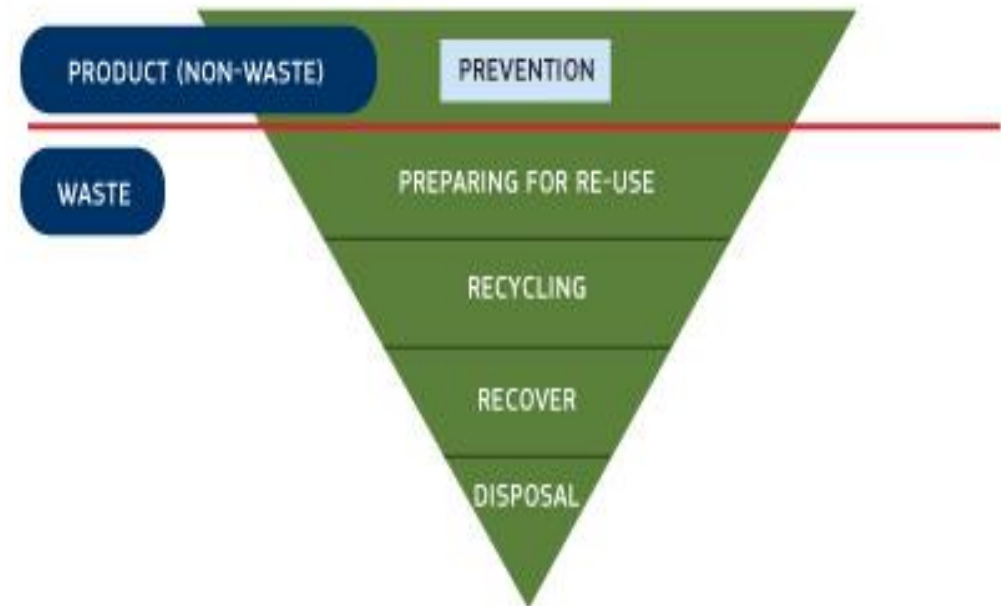 PRODUCT (NON-WASTE)
PREVENTION
WASTE
PREPARING FOR RE-USE
RECYCLING
RECOVER
DISPOSAL